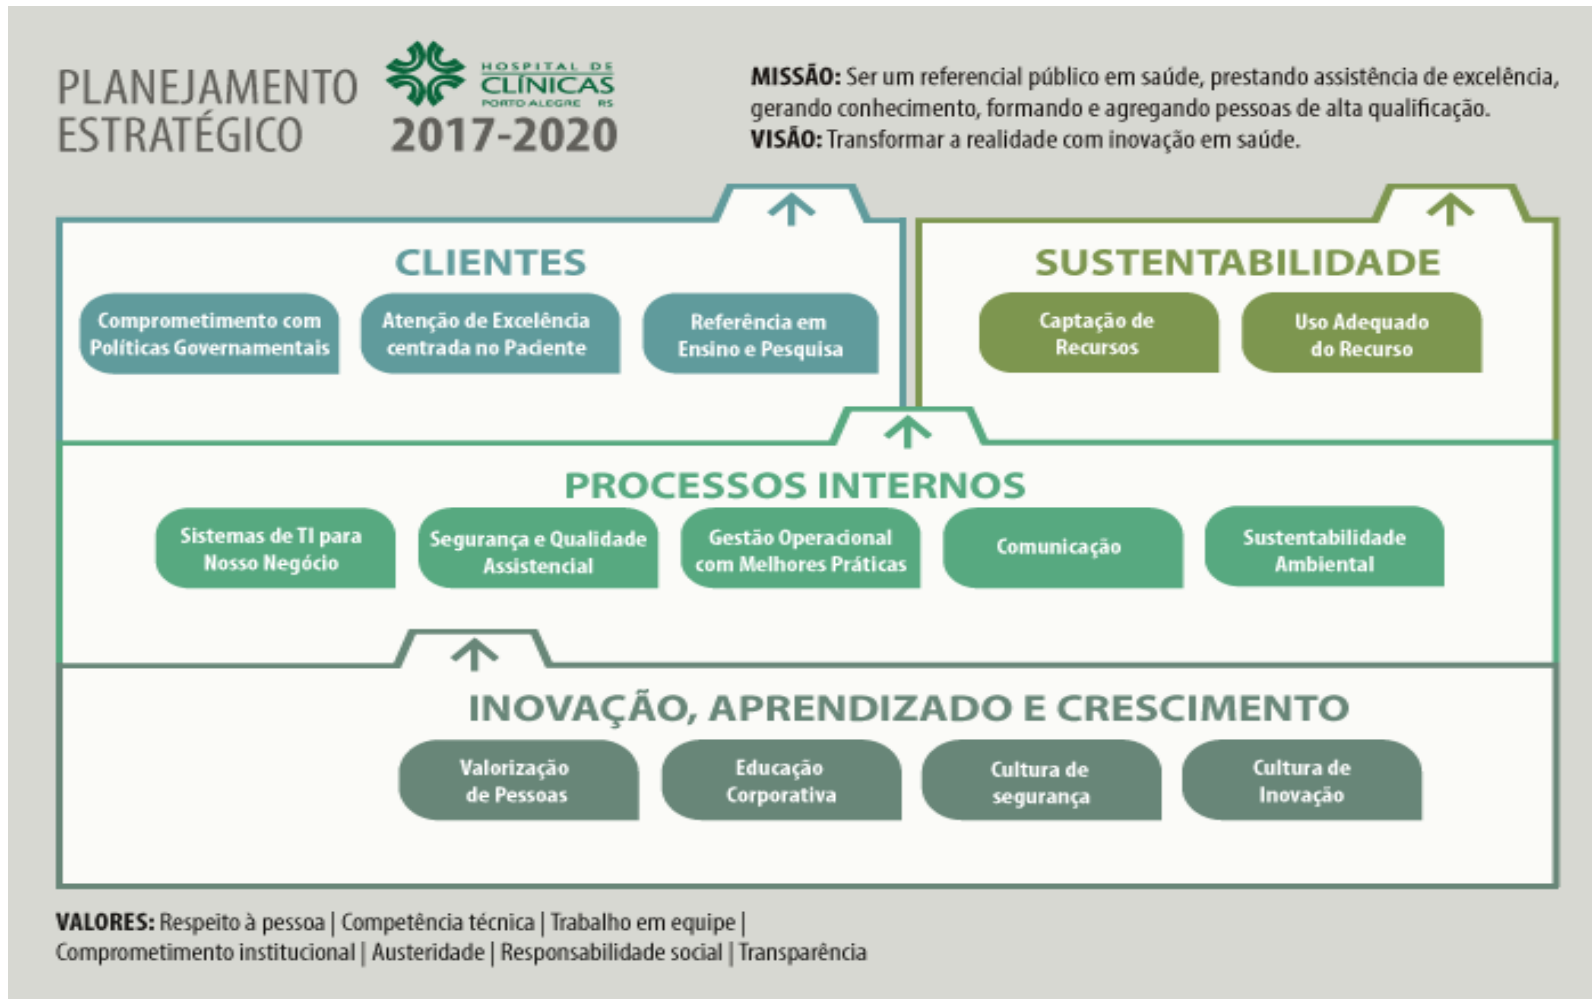 PLANEJAMENTO
ESTRATÉGICO
HOSPITAL DE
CLÍNICAS
PORTO ALEGRE RS
2017-2020
MISSÃO: Ser um referencial público em saúde, prestando assistência de excelência,
gerando conhecimento, formando e agregando pessoas de alta qualificação.
VISÃO: Transformar a realidade com inovação em saúde.
CLIENTES
Comprometimento com
Políticas Governamentais
Atenção de Excelência
centrada no Paciente
Referência em
Ensino e Pesquisa
SUSTENTABILIDADE
Captação de
Recursos
Uso Adequado
do Recurso
PROCESSOS INTERNOS
Sistemas de TI para
Nosso Negócio
Segurança e Qualidade
Assistencial
Gestão Operacional
com Melhores Práticas
Comunicação
Sustentabilidade
Ambiental
INOVAÇÃO, APRENDIZADO E CRESCIMENTO
Valorização
de Pessoas
Educação
Corporativa
Cultura de
segurança
Cultura de
Inovação
VALORES: Respeito à pessoa | Competência técnica | Trabalho em equipe |
Comprometimento institucional | Austeridade | Responsabilidade social | Transparência